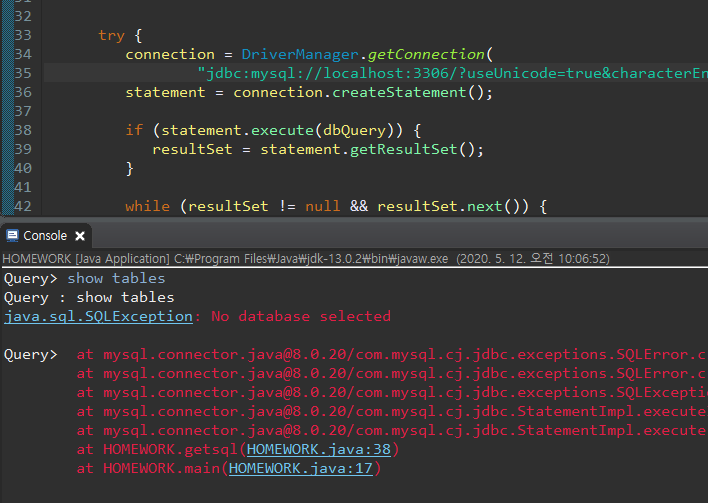 31
32
33 try {
34 connection = DriverManager.getConnection(
35 "jdbc:mysql://localhost:3306/?useUnicode=true&characterEn
36 statement = connection.createStatement();
37
38 if (statement.execute(dbQuery)) {
39 resultSet = statement.getResultSet();
40 }
41
42 while (resultSet != null && resultSet.next()) {
Console
HOMEWORK [Java Application] C:₩Program Files₩Java₩jdk-13.0.2₩bin₩javaw.exe (2020. 5. 12. 오전 10:06:52)
Query> show tables
Query : show tables
java.sql.SQLException: No database selected
Query> at mysql.connector.java@8.0.20/com.mysql.cj.jdbc.exceptions.SQLError.c
at mysql.connector.java@8.0.20/com.mysql.cj.jdbc.exceptions.SQLError.c
at mysql.connector.java@8.0.20/com.mysql.cj.jdbc.exceptions.SQLExcepti
at mysql.connector.java@8.0.20/com.mysql.cj.jdbc.StatementImpl.execute
at mysql.connector.java@8.0.20/com.mysql.cj.jdbc.StatementImpl.execute
at HOMEWORK.getsql(HOMEWORK.java:38)
at HOMEWORK.main(HOMEWORK.java:17)